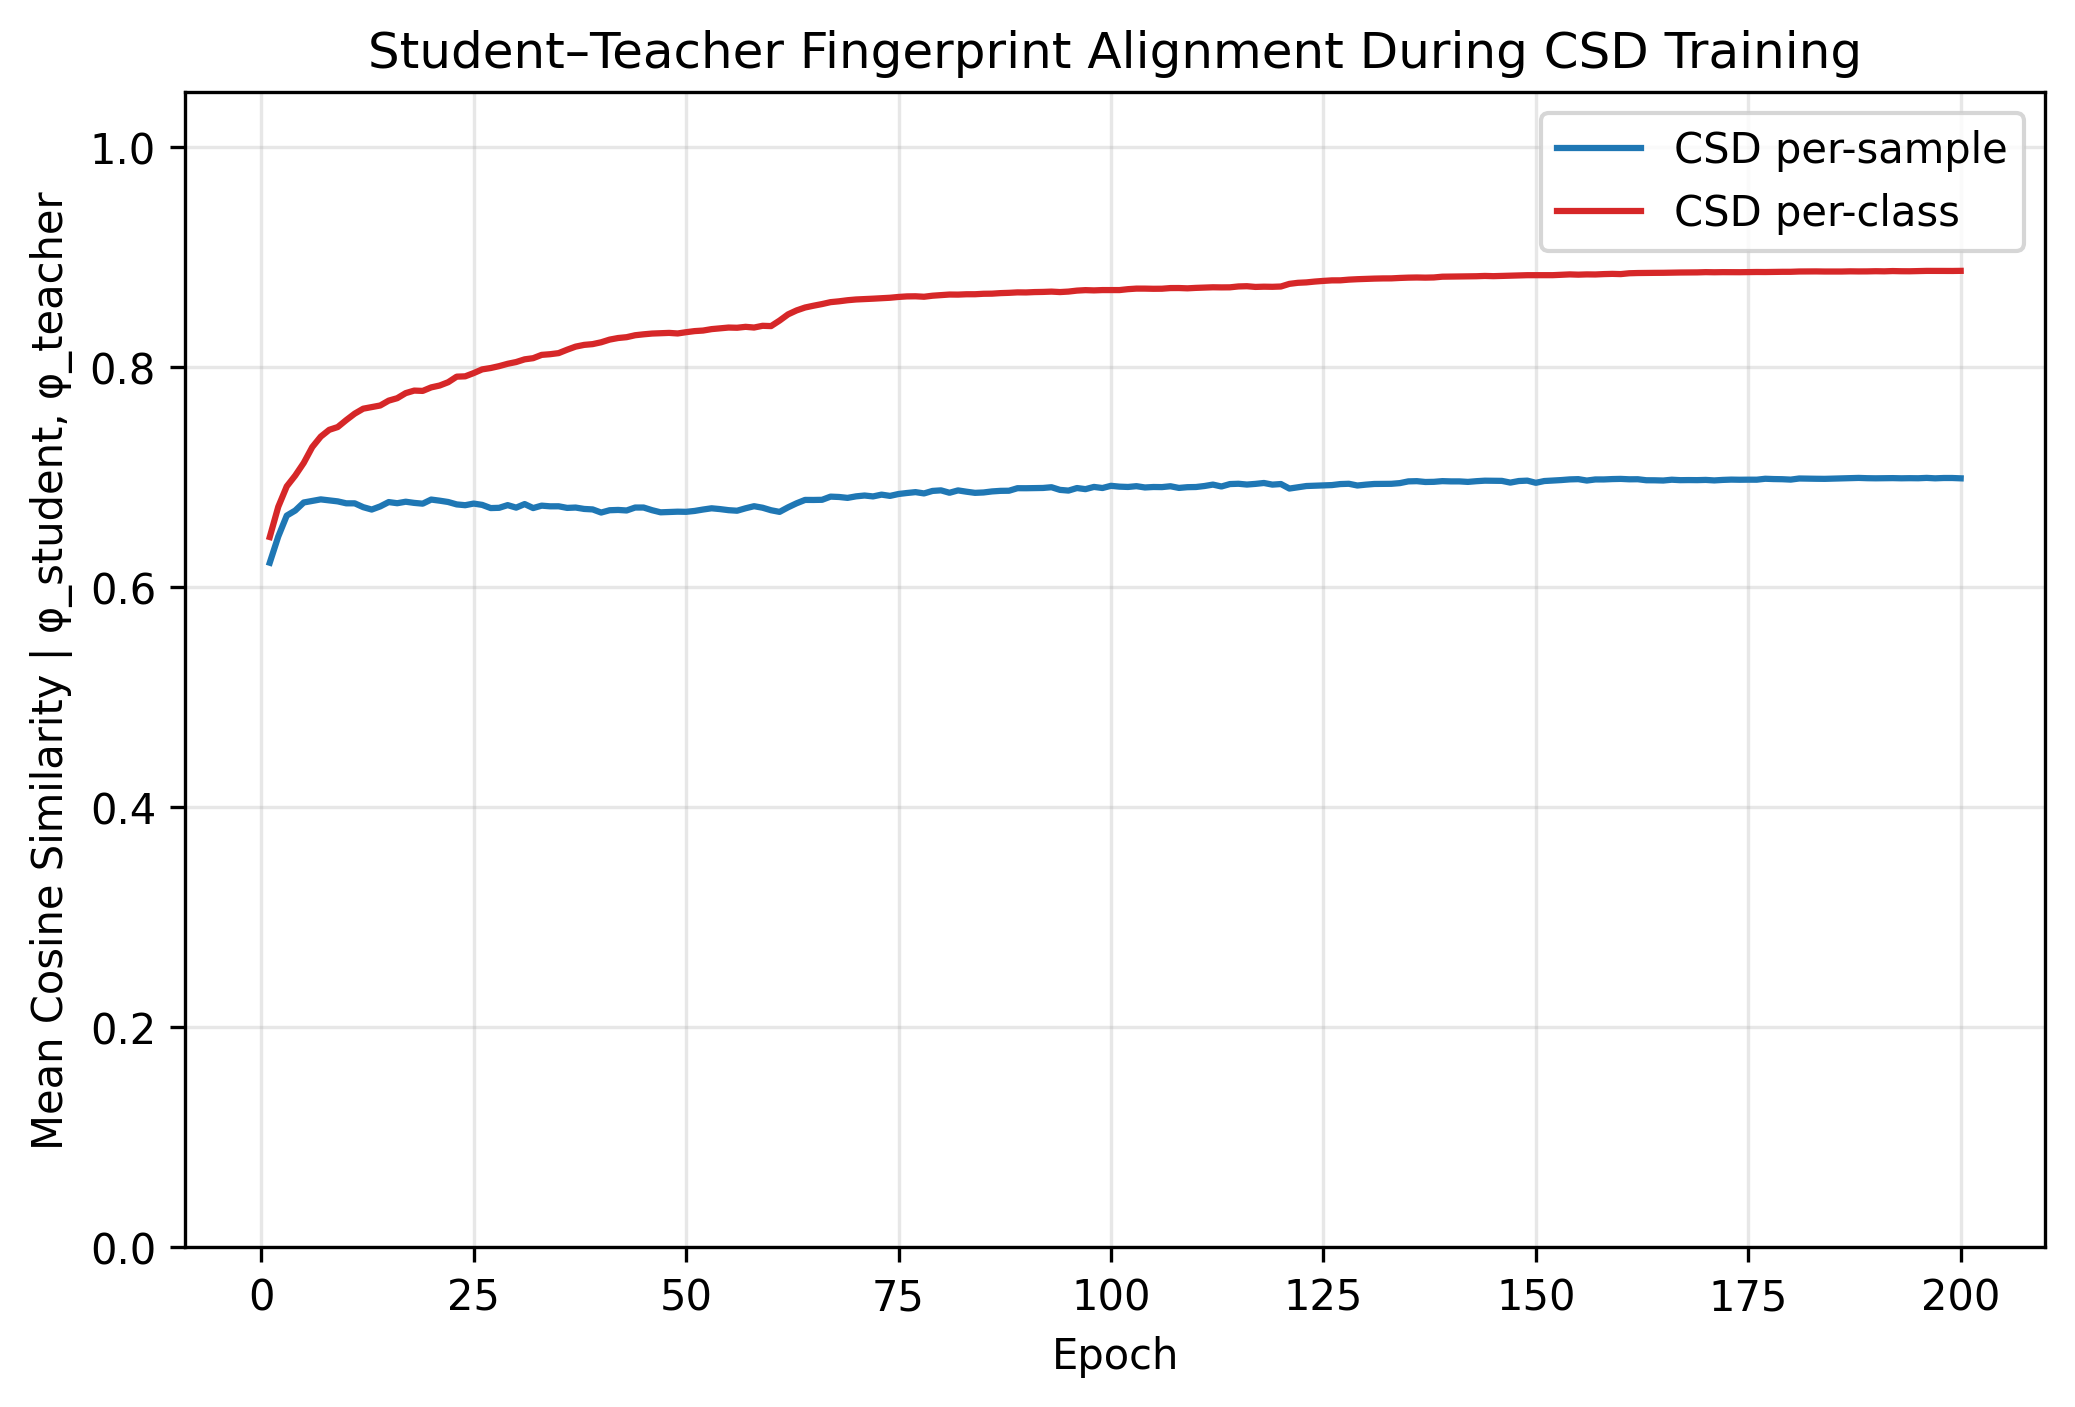 Student–Teacher Fingerprint Alignment During CSD Training
CSD per-sample
CSD per-class
Mean Cosine Similarity | φ_student, φ_teacher
1.0
0.8
0.6
0.4
0.2
0.0
0 25 50 75 100 125 150 175 200
Epoch